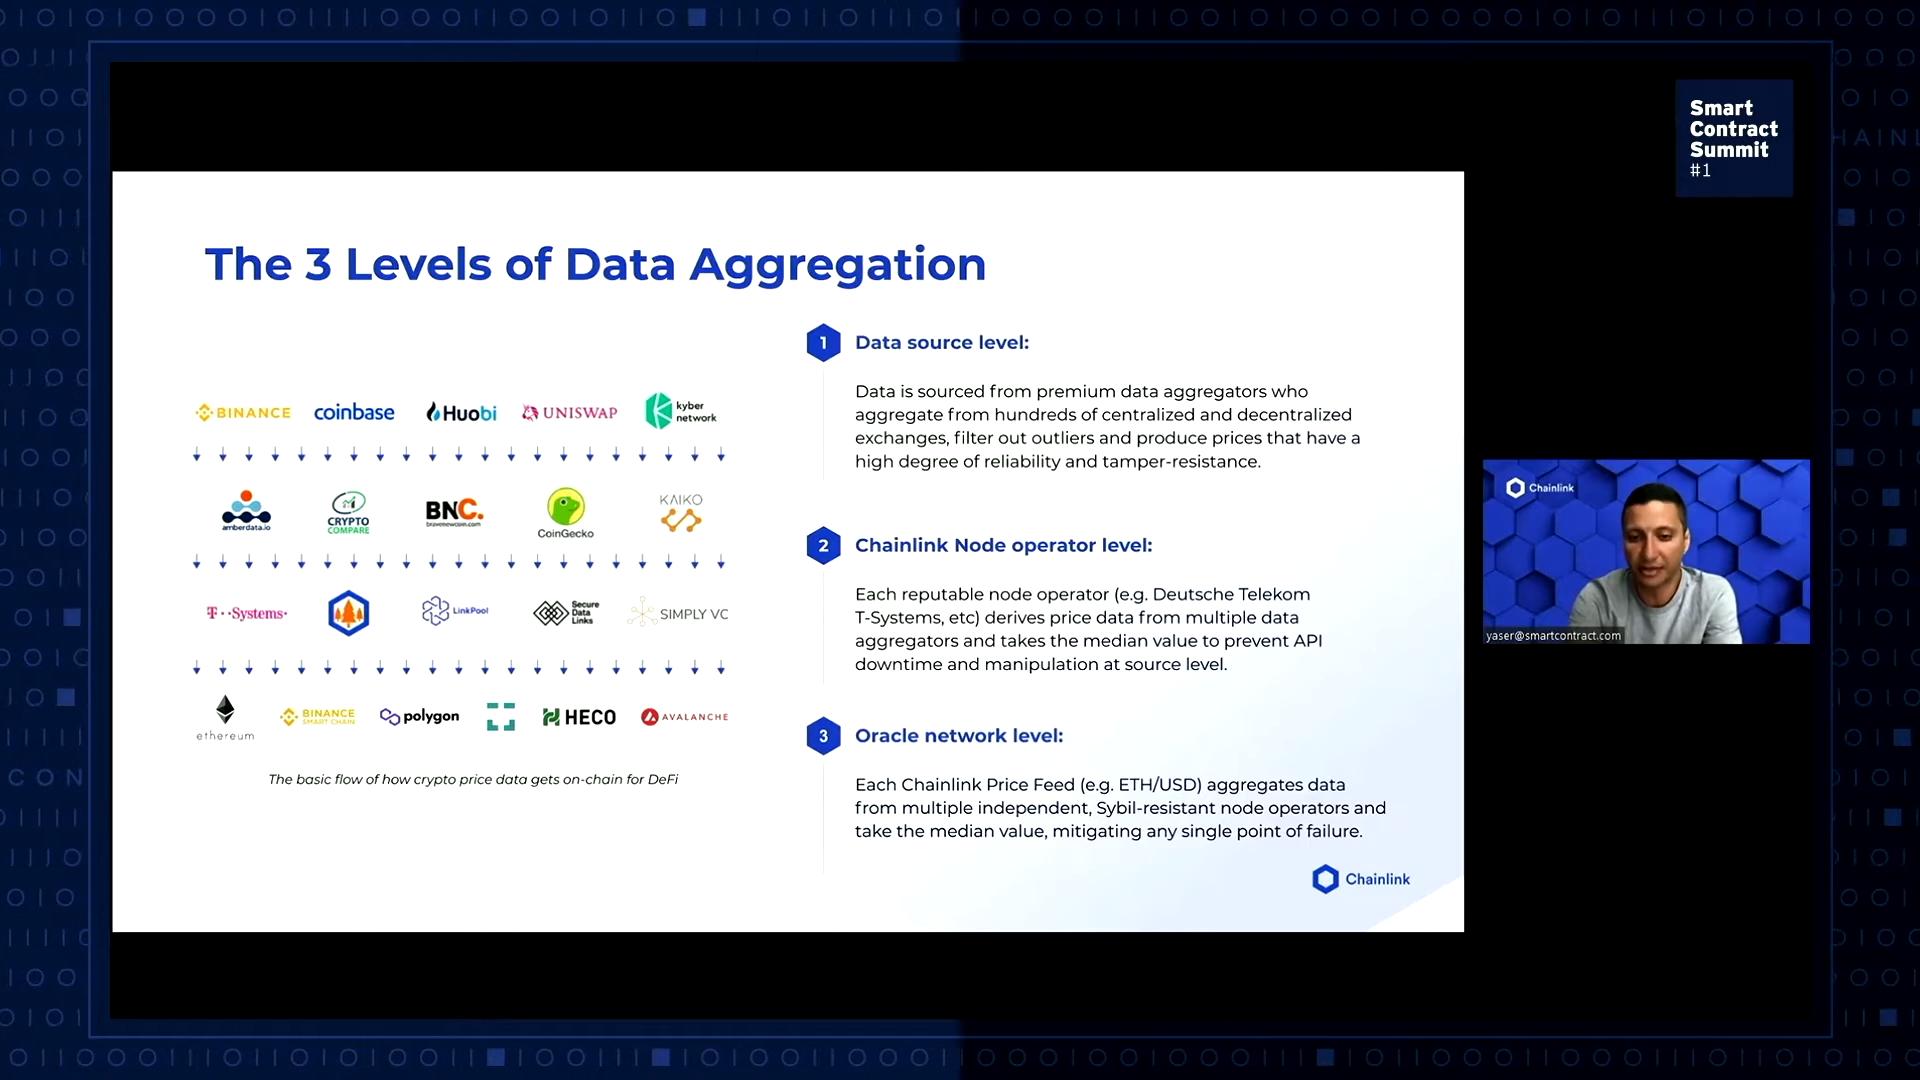 Smart
Contract
Summit
#1
The 3 Levels of Data Aggregation
BINANCE
coinbase
Huobi
UNISWAP
kyber
network
amberdata.io
CRYPTO
COMPARE
BNC.
bravenewcoin.com
CoinGecko
KAIKO
T··Systems·
LinkPool
Secure
Data
Links
SIMPLY VC
ethereum
BINANCE
SMART CHAIN
polygon
HECO
AVALANCHE
The basic flow of how crypto price data gets on-chain for DeFi
1
Data source level:
Data is sourced from premium data aggregators who
aggregate from hundreds of centralized and decentralized
exchanges, filter out outliers and produce prices that have a
high degree of reliability and tamper-resistance.
2
Chainlink Node operator level:
Each reputable node operator (e.g. Deutsche Telekom
T-Systems, etc) derives price data from multiple data
aggregators and takes the median value to prevent API
downtime and manipulation at source level.
3
Oracle network level:
Each Chainlink Price Feed (e.g. ETH/USD) aggregates data
from multiple independent, Sybil-resistant node operators and
take the median value, mitigating any single point of failure.
Chainlink
Chainlink
yaser@smartcontract.com